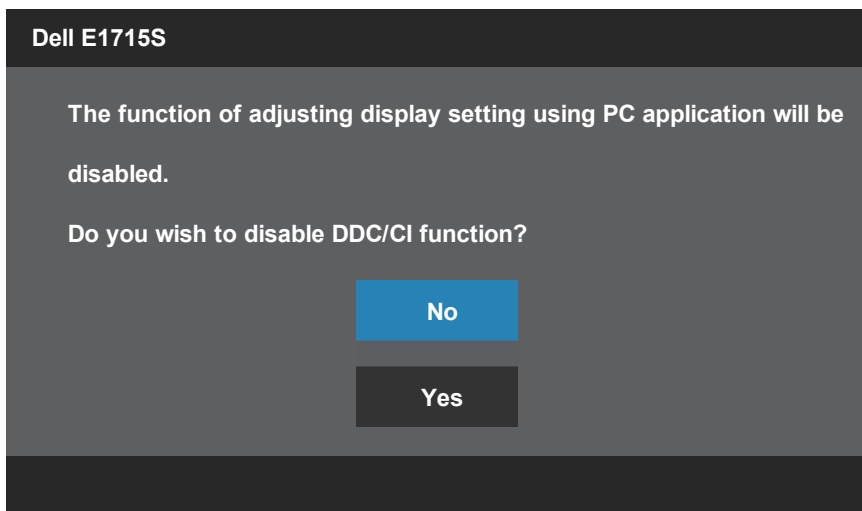 Dell E1715S
The function of adjusting display setting using PC application will be
disabled.
Do you wish to disable DDC/CI function?
No
Yes